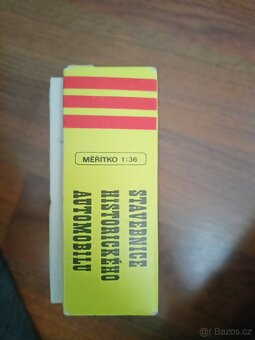 MĚŘÍTKO 1:36
STAVEBNICE
HISTORICKÉHO
AUTOMOBILU
Bazos.cz